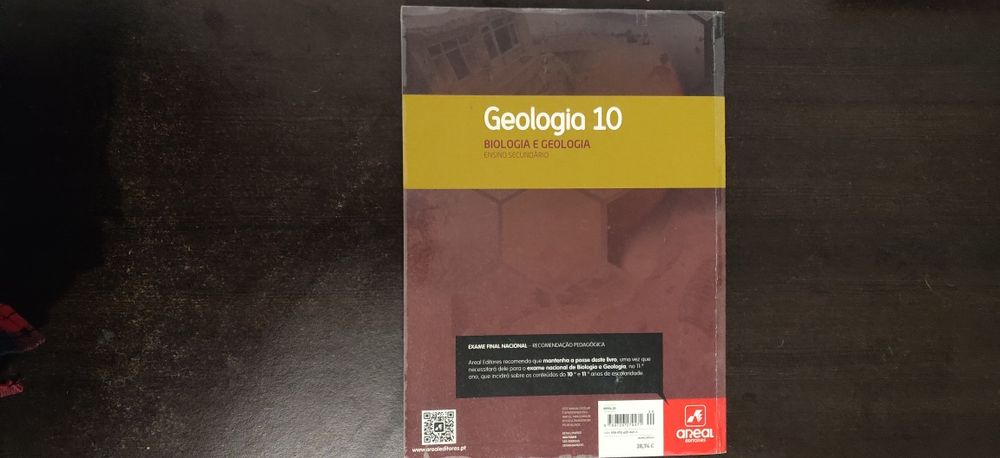 Geologia 10
BIOLOGIA E GEOLOGIA
ENSINO SECUNDÁRIO
EXAME FINAL NACIONAL – RECOMENDAÇÃO PEDAGÓGICA
Areal Editores recomenda que mantenha a posse deste livro, uma vez que
necessitará dele para o exame nacional de Biologia e Geologia, no 11.º
ano, que incidirá sobre os conteúdos do 10.º e 11.º anos de escolaridade.
www.arealeditores.pt
areal
EDITORES